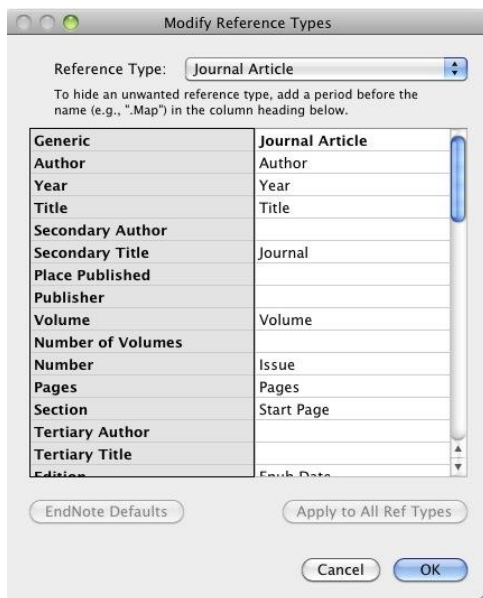 Modify Reference Types
Reference Type: Journal Article
To hide an unwanted reference type, add a period before the
name (e.g., ".Map") in the column heading below.
Generic Journal Article
Author Author
Year Year
Title Title
Secondary Author
Secondary Title Journal
Place Published
Publisher
Volume Volume
Number of Volumes
Number Issue
Pages Pages
Section Start Page
Tertiary Author
Tertiary Title
Edition Epub Date
EndNote Defaults Apply to All Ref Types
Cancel OK